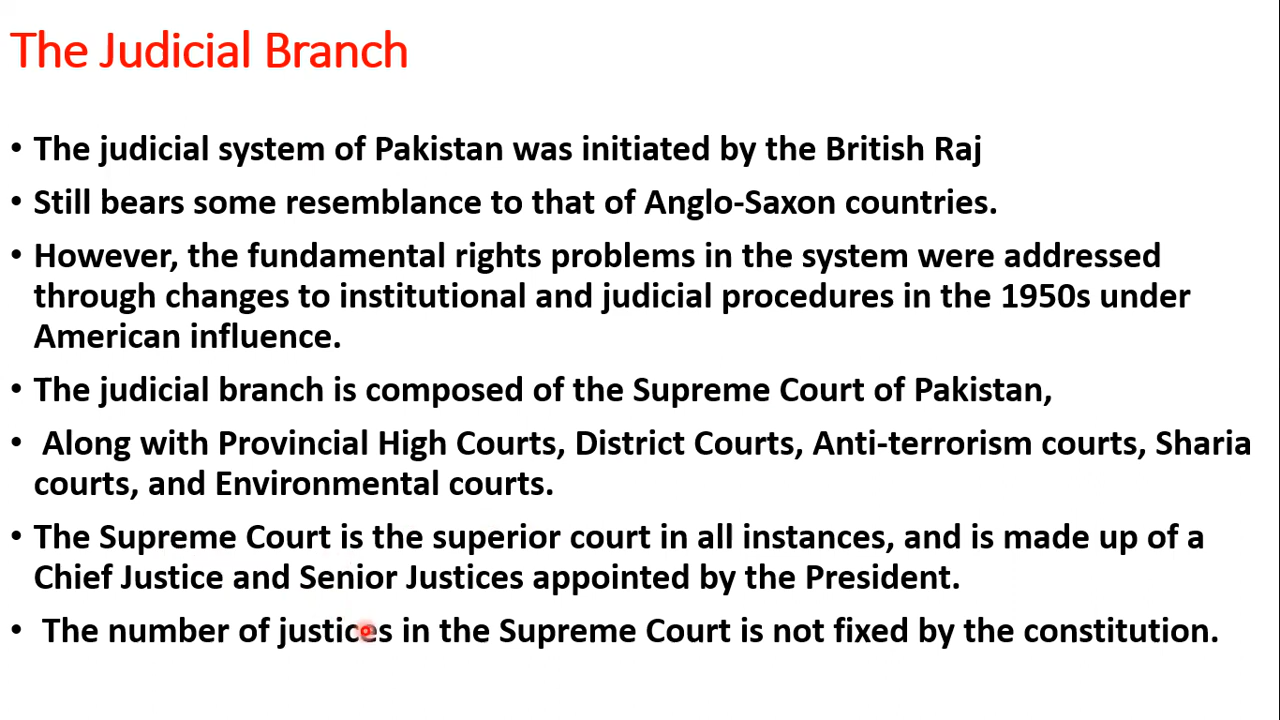 The Judicial Branch
• The judicial system of Pakistan was initiated by the British Raj
• Still bears some resemblance to that of Anglo-Saxon countries.
• However, the fundamental rights problems in the system were addressed
through changes to institutional and judicial procedures in the 1950s under
American influence.
• The judicial branch is composed of the Supreme Court of Pakistan,
• Along with Provincial High Courts, District Courts, Anti-terrorism courts, Sharia
courts, and Environmental courts.
• The Supreme Court is the superior court in all instances, and is made up of a
Chief Justice and Senior Justices appointed by the President.
• The number of justices in the Supreme Court is not fixed by the constitution.